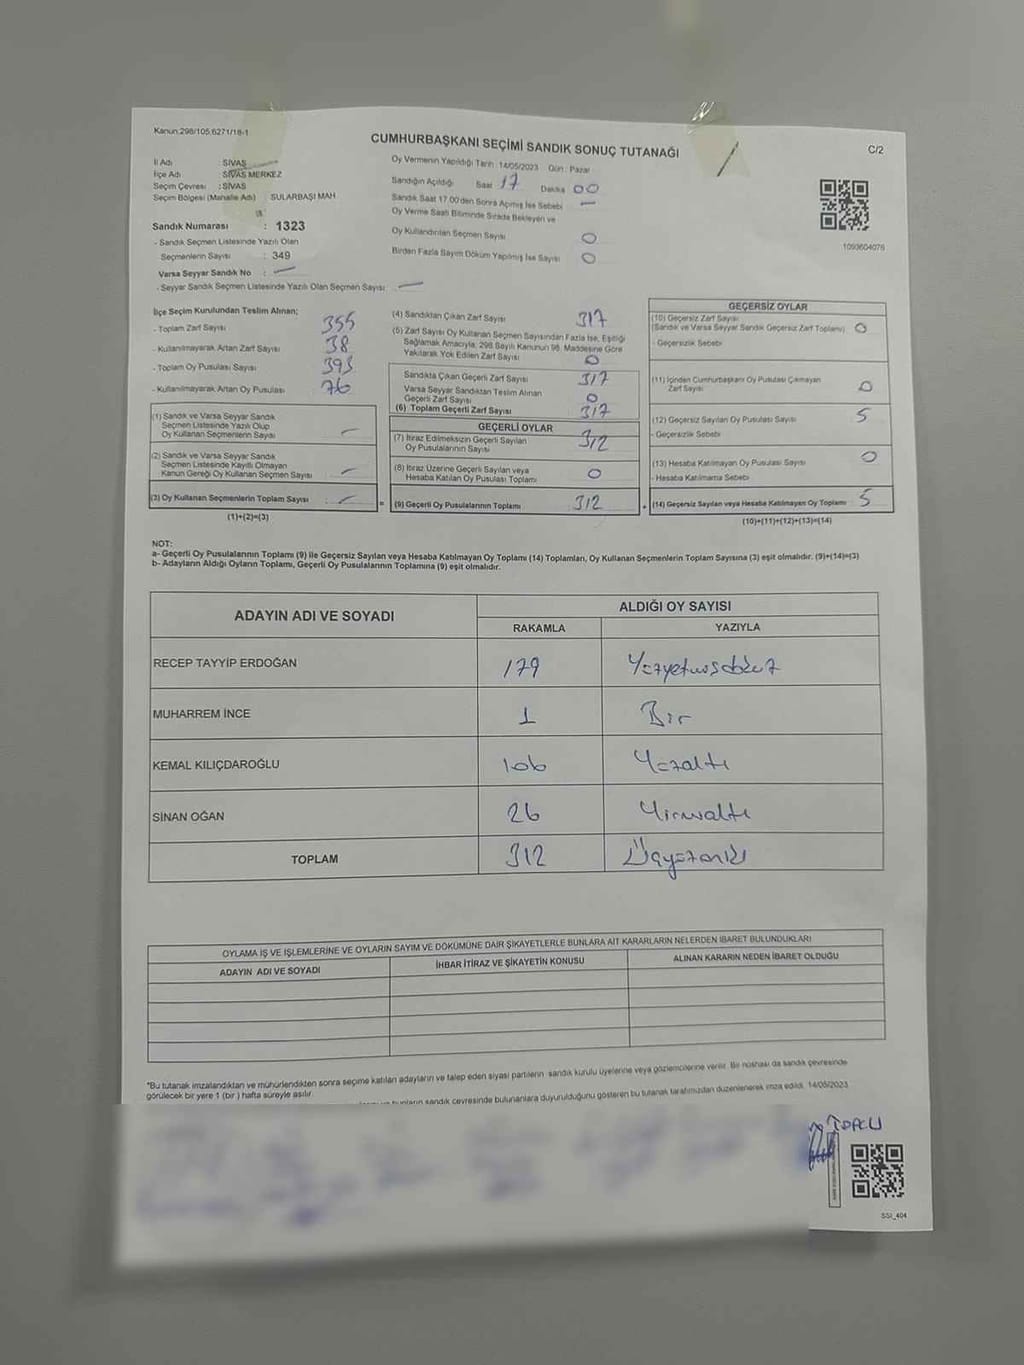 Kanun.298/105.6271/18-1
CUMHURBAŞKANI SEÇİMİ SANDIK SONUÇ TUTANAĞI
C/2
İl Adı : SİVAS
İlçe Adı : SİVAS MERKEZ
Seçim Çevresi : SİVAS
Seçim Bölgesi (Mahalle Adı) SULARBAŞI MAH
Sandık Numarası : 1323
- Sandık Seçmen Listesinde Yazılı Olan
Seçmenlerin Sayısı : 349
Varsa Seyyar Sandık No : —
- Seyyar Sandık Seçmen Listesinde Yazılı Olan Seçmen Sayısı: —
Oy Vermenin Yapıldığı Tarih: 14/05/2023 Gün: Pazar
Sandığın Açıldığı Saat 17 Dakika 00
Sandık Saat 17.00'den Sonra Açılmış İse Sebebi —
Oy Verme Saati Bitiminde Sırada Bekleyen ve
Oy Kullandırılan Seçmen Sayısı 0
Birden Fazla Sayım Döküm Yapılmış İse Sayısı 0
1093604076
İlçe Seçim Kurulundan Teslim Alınan;
- Toplam Zarf Sayısı 355
- Kullanılmayarak Artan Zarf Sayısı 38
- Toplam Oy Pusulası Sayısı 393
- Kullanılmayarak Artan Oy Pusulası 76
(1) Sandık ve Varsa Seyyar Sandık
Seçmen Listesinde Yazılı Olup
Oy Kullanan Seçmenlerin Sayısı —
(2) Sandık ve Varsa Seyyar Sandık
Seçmen Listesinde Kayıtlı Olmayan
Kanun Gereği Oy Kullanan Seçmen Sayısı —
(3) Oy Kullanan Seçmenlerin Toplam Sayısı — =
(1)+(2)=(3)
(4) Sandıktan Çıkan Zarf Sayısı 317
(5) Zarf Sayısı Oy Kullanan Seçmen Sayısından Fazla İse, Eşitliği
Sağlamak Amacıyla, 298 Sayılı Kanunun 98. Maddesine Göre
Yakılarak Yok Edilen Zarf Sayısı 0
Sandıkta Çıkan Geçerli Zarf Sayısı 317
Varsa Seyyar Sandıktan Teslim Alınan
Geçerli Zarf Sayısı 0
(6) Toplam Geçerli Zarf Sayısı 317
GEÇERLİ OYLAR
(7) İtiraz Edilmeksizin Geçerli Sayılan
Oy Pusulalarının Sayısı 312
(8) İtiraz Üzerine Geçerli Sayılan veya
Hesaba Katılan Oy Pusulası Toplamı 0
(9) Geçerli Oy Pusulalarının Toplamı 312 +
GEÇERSİZ OYLAR
(10) Geçersiz Zarf Sayısı
(Sandık ve Varsa Seyyar Sandık Geçersiz Zarf Toplamı) 0
- Geçersizlik Sebebi
(11) İçinden Cumhurbaşkanı Oy Pusulası Çıkmayan
Zarf Sayısı 0
(12) Geçersiz Sayılan Oy Pusulası Sayısı 5
- Geçersizlik Sebebi
(13) Hesaba Katılmayan Oy Pusulası Sayısı 0
- Hesaba Katılmama Sebebi
(14) Geçersiz Sayılan veya Hesaba Katılmayan Oy Toplamı 5
(10)+(11)+(12)+(13)=(14)
NOT:
a- Geçerli Oy Pusulalarının Toplamı (9) ile Geçersiz Sayılan veya Hesaba Katılmayan Oy Toplamı (14) Toplamları, Oy Kullanan Seçmenlerin Toplam Sayısına (3) eşit olmalıdır. (9)+(14)=(3)
b- Adayların Aldığı Oyların Toplamı, Geçerli Oy Pusulalarının Toplamına (9) eşit olmalıdır.
ADAYIN ADI VE SOYADI
ALDIĞI OY SAYISI
RAKAMLA YAZIYLA
RECEP TAYYİP ERDOĞAN 179 Yüzyetmişdokuz
MUHARREM İNCE 1 Bir
KEMAL KILIÇDAROĞLU 106 Yüzaltı
SİNAN OĞAN 26 Yirmialtı
TOPLAM 312 Üçyüzoniki
OYLAMA İŞ VE İŞLEMLERİNE VE OYLARIN SAYIM VE DÖKÜMÜNE DAİR ŞİKAYETLERLE BUNLARA AİT KARARLARIN NELERDEN İBARET BULUNDUKLARI
ADAYIN ADI VE SOYADI İHBAR İTİRAZ VE ŞİKAYETİN KONUSU ALINAN KARARIN NEDEN İBARET OLDUĞU
*Bu tutanak imzalandıktan ve mühürlendikten sonra seçime katılan adayların ve talep eden siyasi partilerin sandık kurulu üyelerine veya gözlemcilerine verilir. Bir nüshası da sandık çevresinde
görülecek bir yere 1 (bir) hafta süreyle asılır.
sandık çevresinde bulunanlara duyurulduğunu gösteren bu tutanak tarafımızdan düzenlenerek imza edildi. 14/05/2023
SSI_404